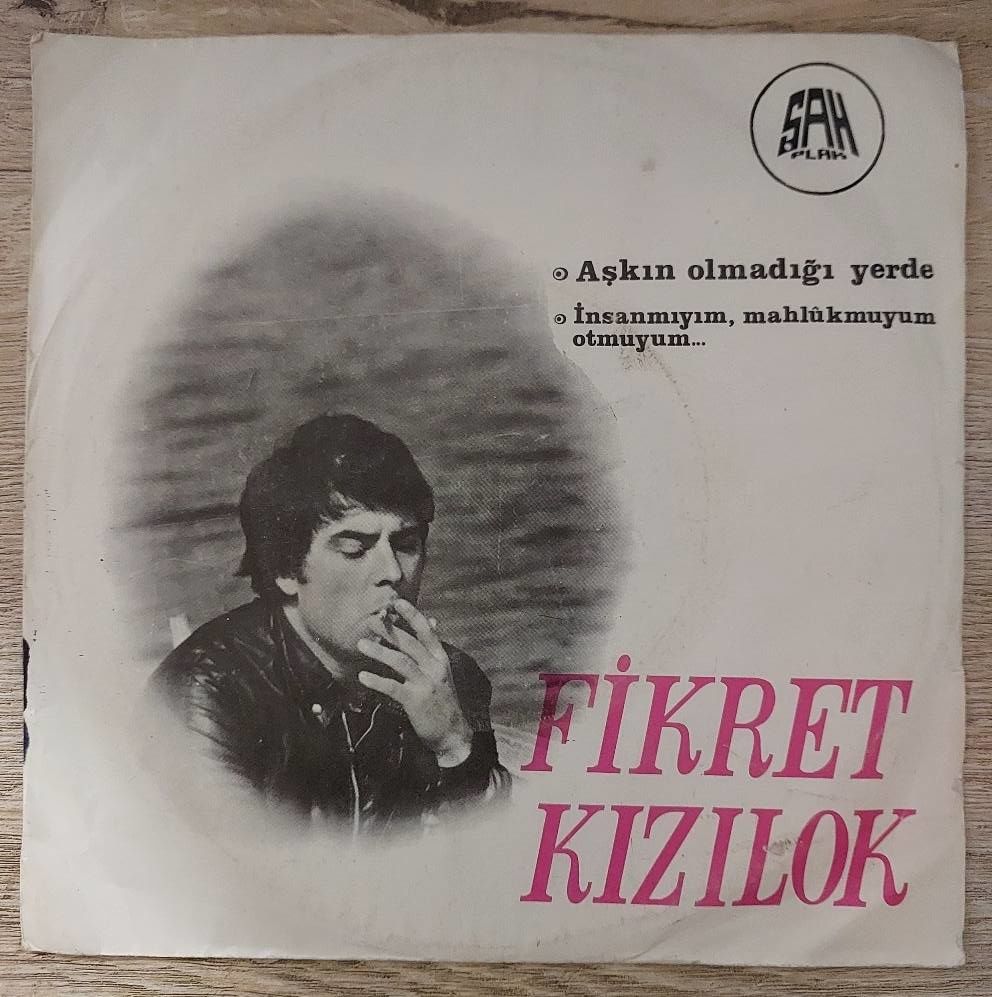 ŞAH
PLAK
Aşkın olmadığı yerde
İnsanmıyım, mahlûkmuyum
otmuyum...
FİKRET
KIZILOK